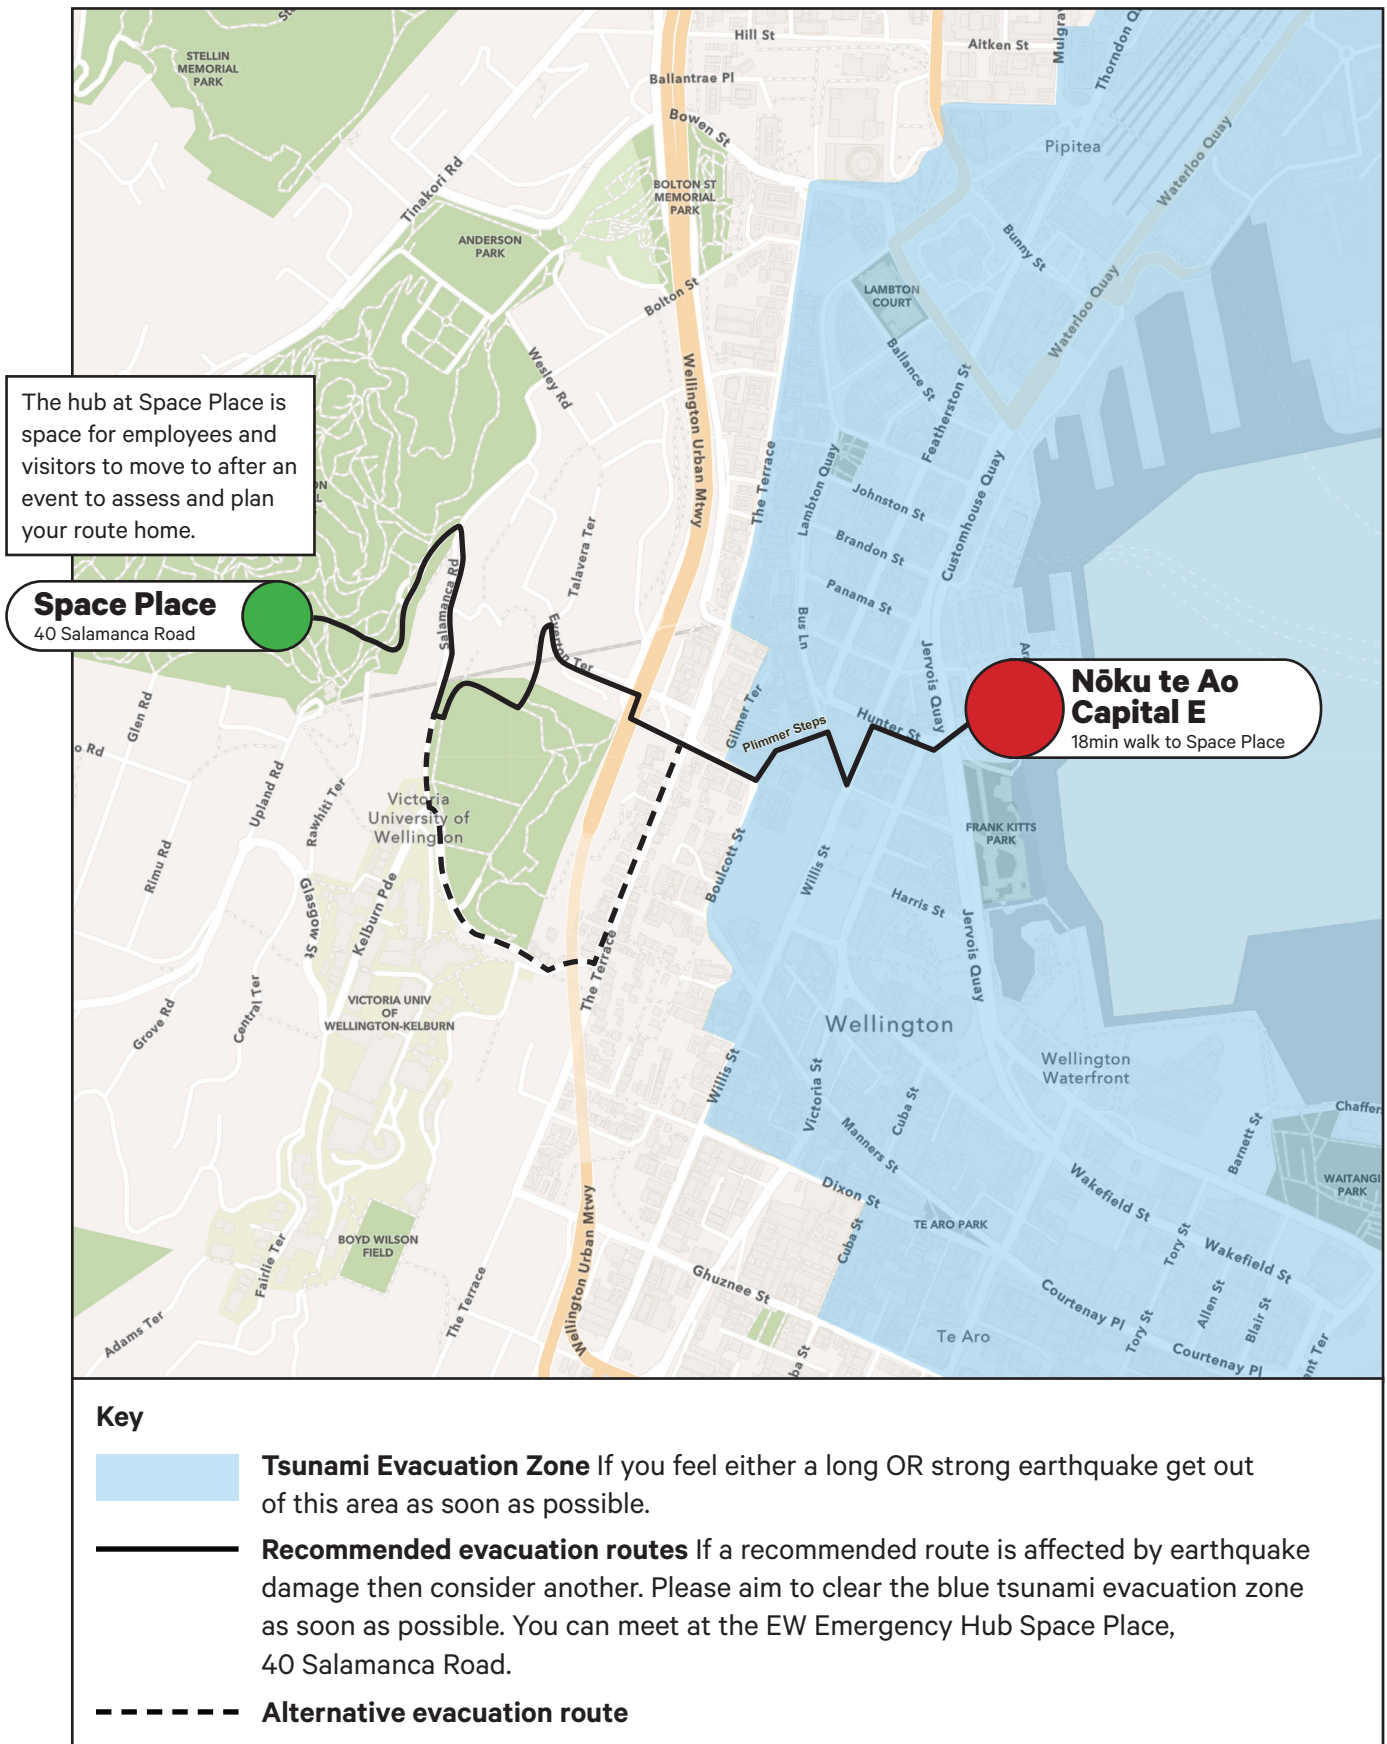 Hill St
Aitken St
STELLIN
MEMORIAL
PARK
Ballantrae Pl
Bowen St
Thorndon
Pipitea
Waterloo Quay
Tinakori Rd
BOLTON ST
MEMORIAL
PARK
ANDERSON
PARK
Bunny St
Bolton St
LAMBTON
COURT
Waterloo Quay
Ballance St
Wesley Rd
Wellington Urban Mtwy
Featherston St
The hub at Space Place is
space for employees and
visitors to move to after an
event to assess and plan
your route home.
The Terrace
Lambton Quay
Johnston St
Customhouse Quay
Brandon St
Talavera Ter
Panama St
Salamanca Rd
Space Place
40 Salamanca Road
Everton Ter
Bus Ln
Jervois Quay
Nōku te Ao
Capital E
18min walk to Space Place
Glen Rd
Gilmer Ter
Plimmer Steps
Hunter St
o Rd
Upland Rd
Rawhiti Ter
Victoria
University of
Wellington
FRANK KITTS
PARK
Rimu Rd
Boulcott St
Willis St
Glasgow St
Kelburn Pde
Harris St
Jervois Quay
The Terrace
Grove Rd
Central Ter
VICTORIA UNIV
OF
WELLINGTON-KELBURN
Wellington
Wellington
Waterfront
Willis St
Victoria St
Cuba St
Manners St
Barnett St
Chaffer
WAITANGI
PARK
Dixon St
Wakefield St
TE ARO PARK
Cuba St
Tory St
Wakefield St
BOYD WILSON
FIELD
Fairlie Ter
Wellington Urban Mtwy
Ghuznee St
Courtenay Pl
Allen St
Blair St
Adams Ter
The Terrace
Te Aro
Tory St
Courtenay Pl
ba St
ent Ter
Key
Tsunami Evacuation Zone If you feel either a long OR strong earthquake get out
of this area as soon as possible.
Recommended evacuation routes If a recommended route is affected by earthquake
damage then consider another. Please aim to clear the blue tsunami evacuation zone
as soon as possible. You can meet at the EW Emergency Hub Space Place,
40 Salamanca Road.
Alternative evacuation route